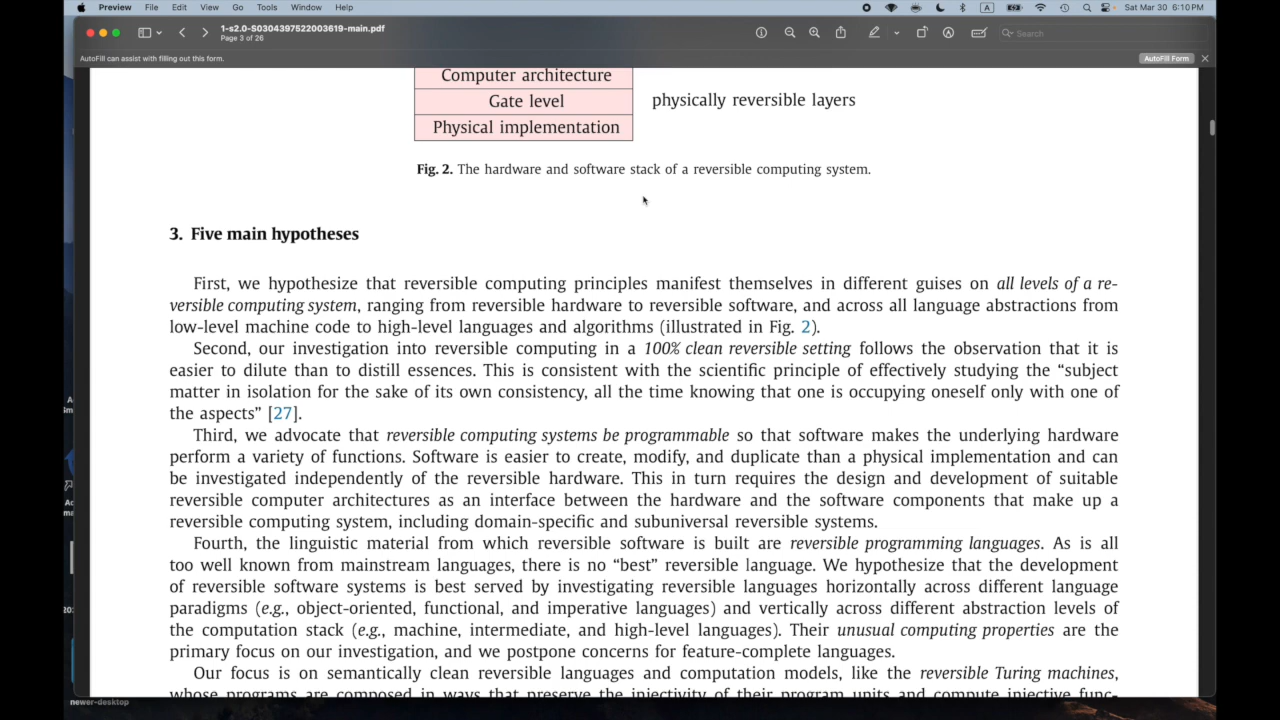 Preview File Edit View Go Tools Window Help A Sat Mar 30 6:10 PM
1-s2.0-S0304397522003619-main.pdf
Page 3 of 26
Search
AutoFill can assist with filling out this form.
AutoFill Form
Computer architecture
Gate level
physically reversible layers
Physical implementation
Fig. 2. The hardware and software stack of a reversible computing system.
3. Five main hypotheses
First, we hypothesize that reversible computing principles manifest themselves in different guises on all levels of a re-
versible computing system, ranging from reversible hardware to reversible software, and across all language abstractions from
low-level machine code to high-level languages and algorithms (illustrated in Fig. 2).
Second, our investigation into reversible computing in a 100% clean reversible setting follows the observation that it is
easier to dilute than to distill essences. This is consistent with the scientific principle of effectively studying the “subject
matter in isolation for the sake of its own consistency, all the time knowing that one is occupying oneself only with one of
the aspects” [27].
Third, we advocate that reversible computing systems be programmable so that software makes the underlying hardware
perform a variety of functions. Software is easier to create, modify, and duplicate than a physical implementation and can
be investigated independently of the reversible hardware. This in turn requires the design and development of suitable
reversible computer architectures as an interface between the hardware and the software components that make up a
reversible computing system, including domain-specific and subuniversal reversible systems.
Fourth, the linguistic material from which reversible software is built are reversible programming languages. As is all
too well known from mainstream languages, there is no “best” reversible language. We hypothesize that the development
of reversible software systems is best served by investigating reversible languages horizontally across different language
paradigms (e.g., object-oriented, functional, and imperative languages) and vertically across different abstraction levels of
the computation stack (e.g., machine, intermediate, and high-level languages). Their unusual computing properties are the
primary focus on our investigation, and we postpone concerns for feature-complete languages.
Our focus is on semantically clean reversible languages and computation models, like the reversible Turing machines,
whose programs are composed in ways that preserve the injectivity of their program units and compute injective func-
newer-desktop